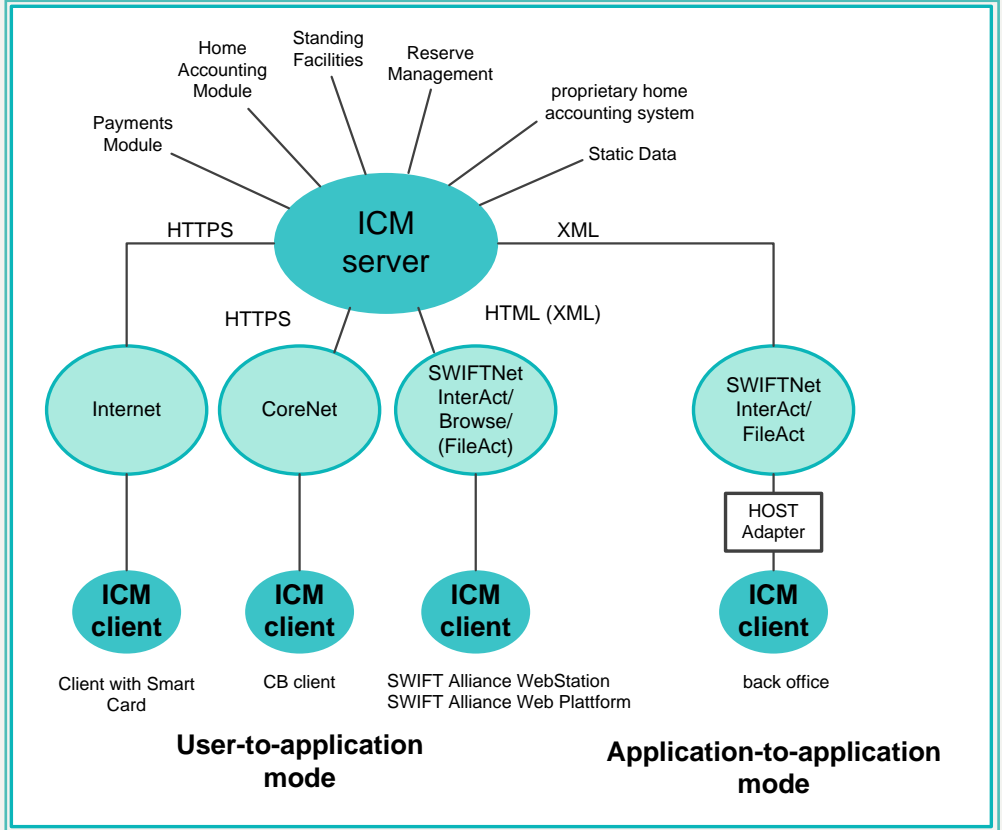 Home
Accounting
Module
Standing
Facilities
Reserve
Management
proprietary home
accounting system
Payments
Module
Static Data
ICM
server
HTTPS
XML
HTTPS
HTML (XML)
Internet
CoreNet
SWIFTNet
InterAct/
Browse/
(FileAct)
SWIFTNet
InterAct/
FileAct
HOST
Adapter
ICM
client
ICM
client
ICM
client
ICM
client
Client with Smart
Card
CB client
SWIFT Alliance WebStation
SWIFT Alliance Web Plattform
back office
User-to-application
mode
Application-to-application
mode